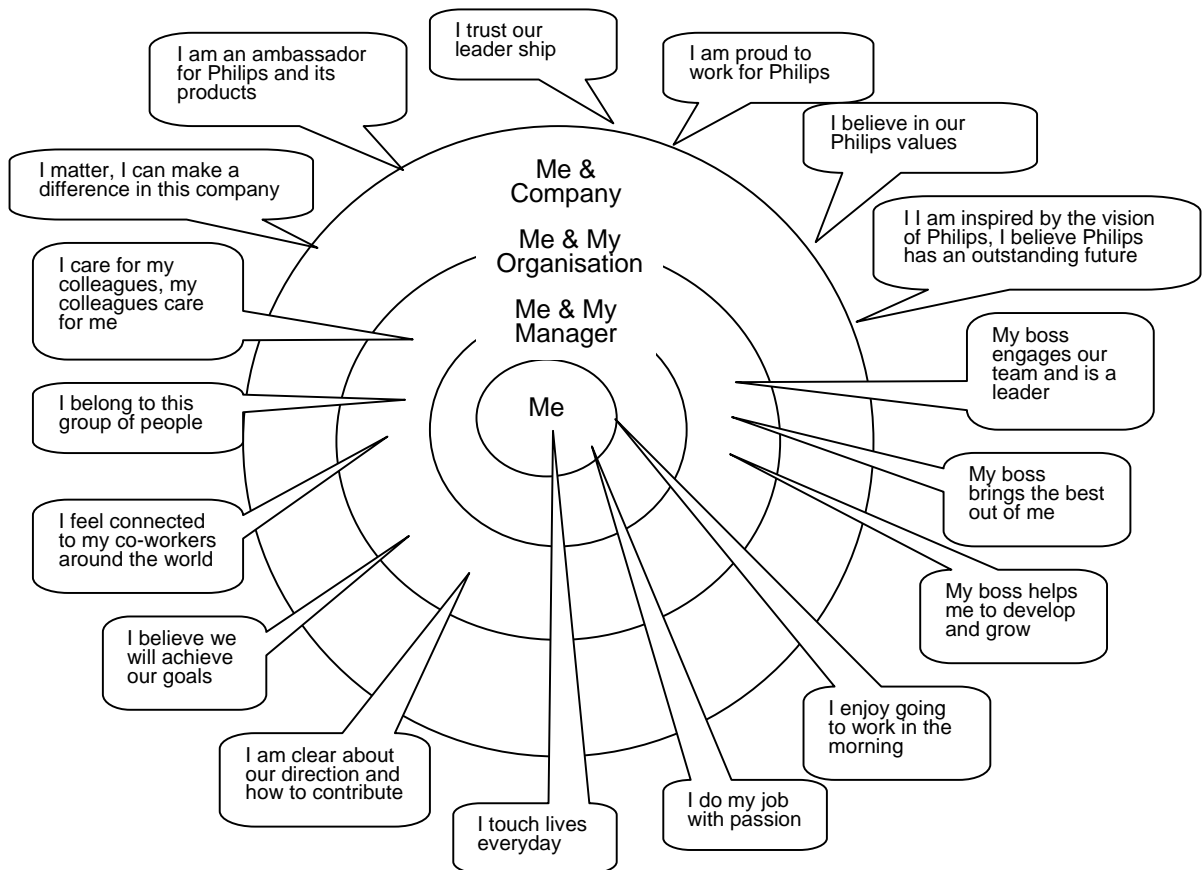 I am an ambassador
for Philips and its
products
I trust our
leader ship
I am proud to
work for Philips
I believe in our
Philips values
I matter, I can make a
difference in this company
Me &
Company
I I am inspired by the vision
of Philips, I believe Philips
has an outstanding future
Me & My
Organisation
I care for my
colleagues, my
colleagues care
for me
Me & My
Manager
My boss
engages our
team and is a
leader
I belong to this
group of people
Me
My boss
brings the best
out of me
I feel connected
to my co-workers
around the world
My boss helps
me to develop
and grow
I believe we
will achieve
our goals
I enjoy going
to work in the
morning
I am clear about
our direction and
how to contribute
I do my job
with passion
I touch lives
everyday